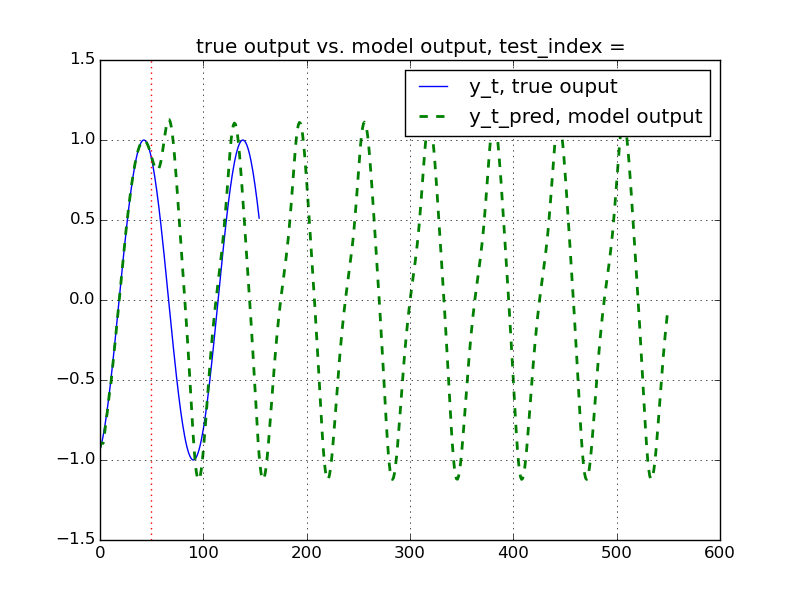 true output vs. model output, test_index =
1.5
y_t, true ouput
y_t_pred, model output
1.0
0.5
0.0
−0.5
−1.0
−1.5
0 100 200 300 400 500 600